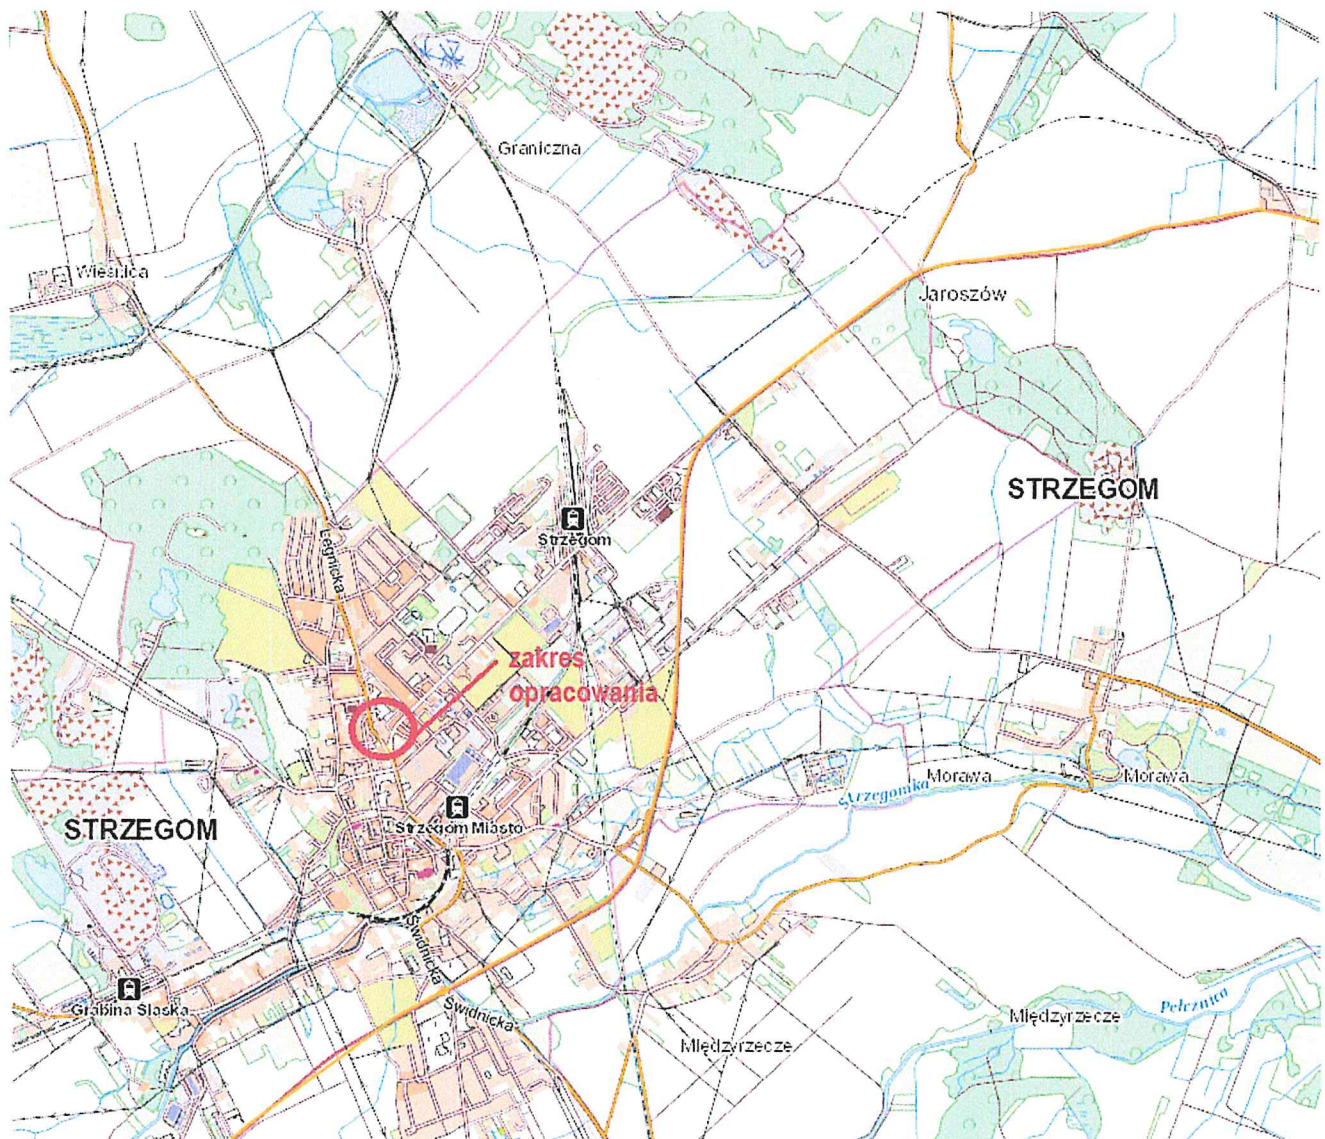 Graniczna
Wieśnica
Jaroszów
STRZEGOM
Strzegom
Legnicka
zakres
opracowania
Morawa
Morawa
Strzegomka
STRZEGOM
Strzegom Miasto
Świdnicka
Grabina Śląska
Świdnicka
Pełcznica
Międzyrzecze
Międzyrzecze